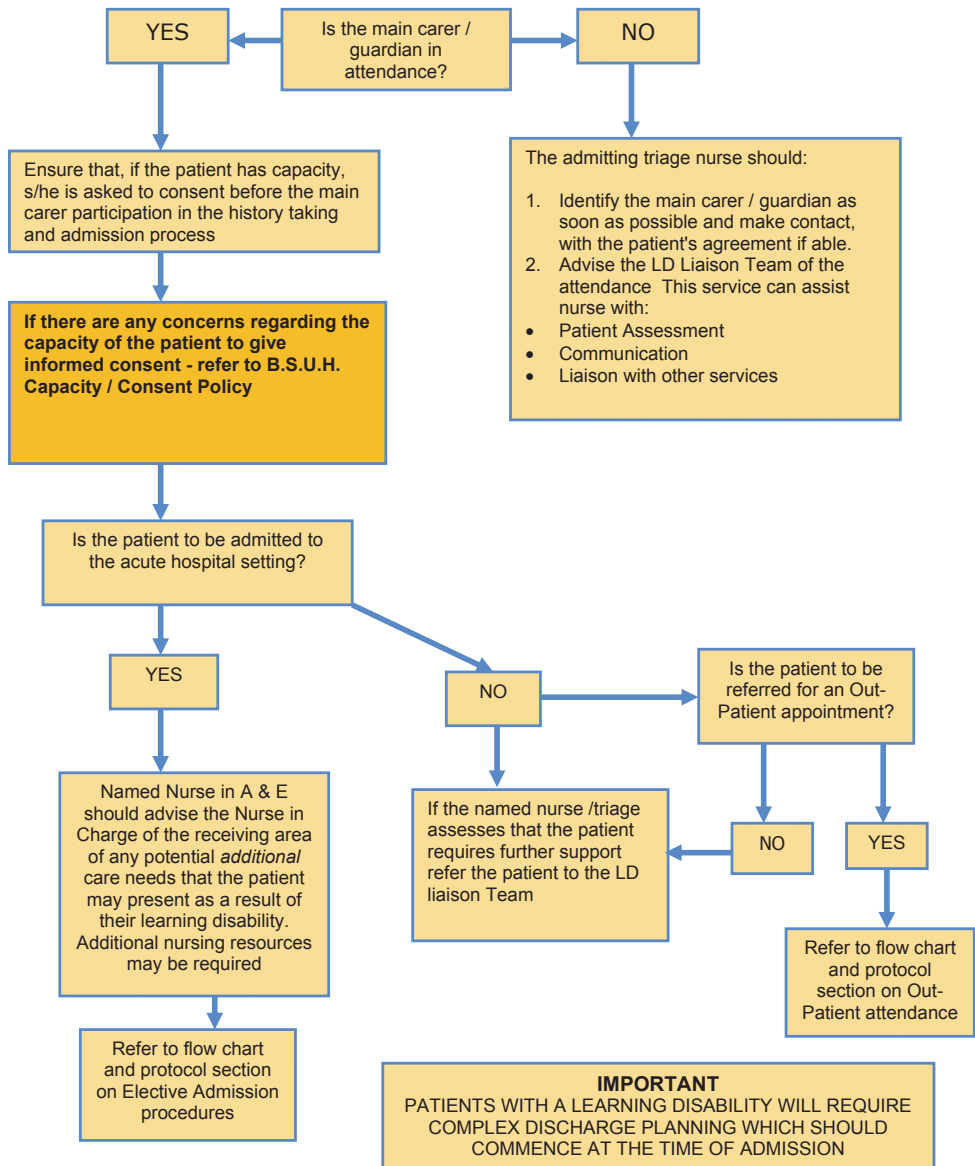 YES
Is the main carer /
guardian in
attendance?
NO
Ensure that, if the patient has capacity,
s/he is asked to consent before the main
carer participation in the history taking
and admission process
The admitting triage nurse should:
1. Identify the main carer / guardian as
soon as possible and make contact,
with the patient's agreement if able.
2. Advise the LD Liaison Team of the
attendance This service can assist
nurse with:
• Patient Assessment
• Communication
• Liaison with other services
If there are any concerns regarding the
capacity of the patient to give
informed consent - refer to B.S.U.H.
Capacity / Consent Policy
Is the patient to be admitted to
the acute hospital setting?
YES
NO
Is the patient to be
referred for an Out-
Patient appointment?
Named Nurse in A & E
should advise the Nurse in
Charge of the receiving area
of any potential additional
care needs that the patient
may present as a result of
their learning disability.
Additional nursing resources
may be required
If the named nurse /triage
assesses that the patient
requires further support
refer the patient to the LD
liaison Team
NO
YES
Refer to flow chart
and protocol
section on Out-
Patient attendance
Refer to flow chart
and protocol section
on Elective Admission
procedures
IMPORTANT
PATIENTS WITH A LEARNING DISABILITY WILL REQUIRE
COMPLEX DISCHARGE PLANNING WHICH SHOULD
COMMENCE AT THE TIME OF ADMISSION